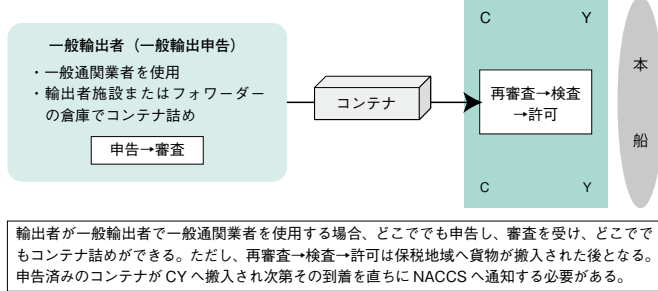 一般輸出者（一般輸出申告）
・一般通関業者を使用
・輸出者施設またはフォワーダー
の倉庫でコンテナ詰め
申告→審査
コンテナ
C Y
再審査→検査
→許可
C Y
本
船
輸出者が一般輸出者で一般通関業者を使用する場合、どこででも申告し、審査を受け、どこでで
もコンテナ詰めができる。ただし、再審査→検査→許可は保税地域へ貨物が搬入された後となる。
申告済みのコンテナが CY へ搬入され次第その到着を直ちに NACCS へ通知する必要がある。